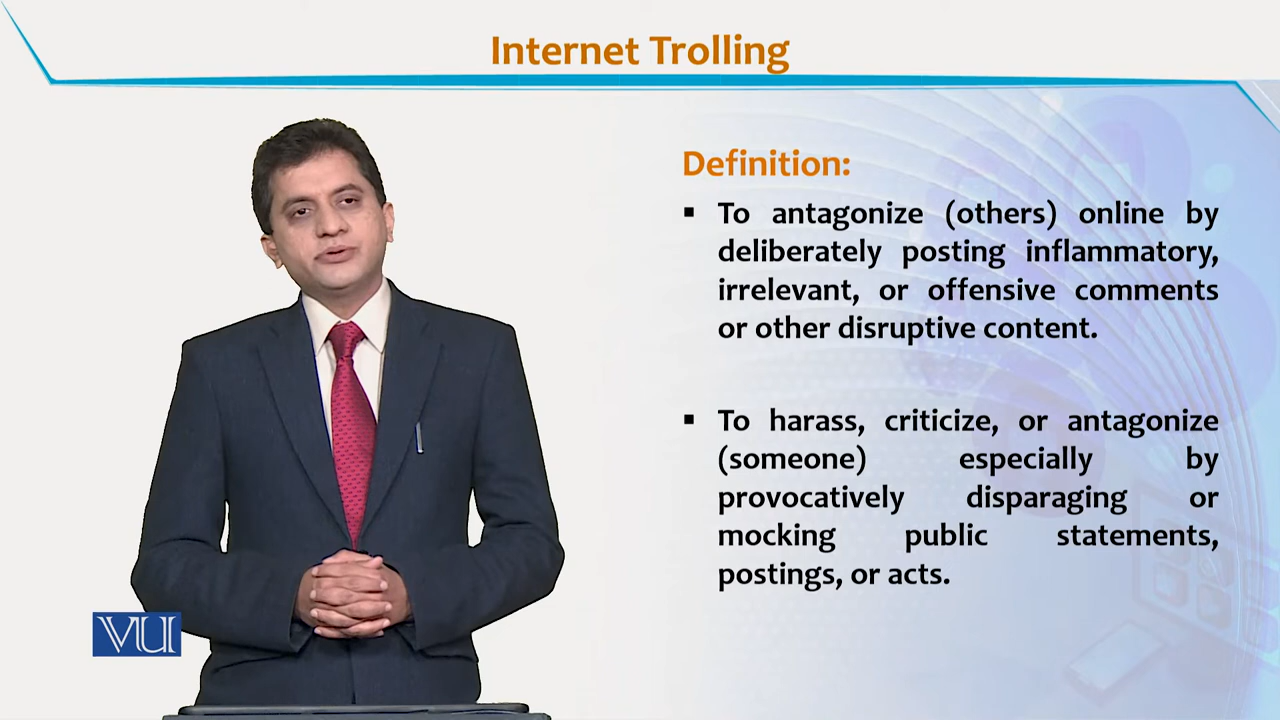 Internet Trolling
Definition:
▪ To antagonize (others) online by
deliberately posting inflammatory,
irrelevant, or offensive comments
or other disruptive content.
▪ To harass, criticize, or antagonize
(someone) especially by
provocatively disparaging or
mocking public statements,
postings, or acts.
VU